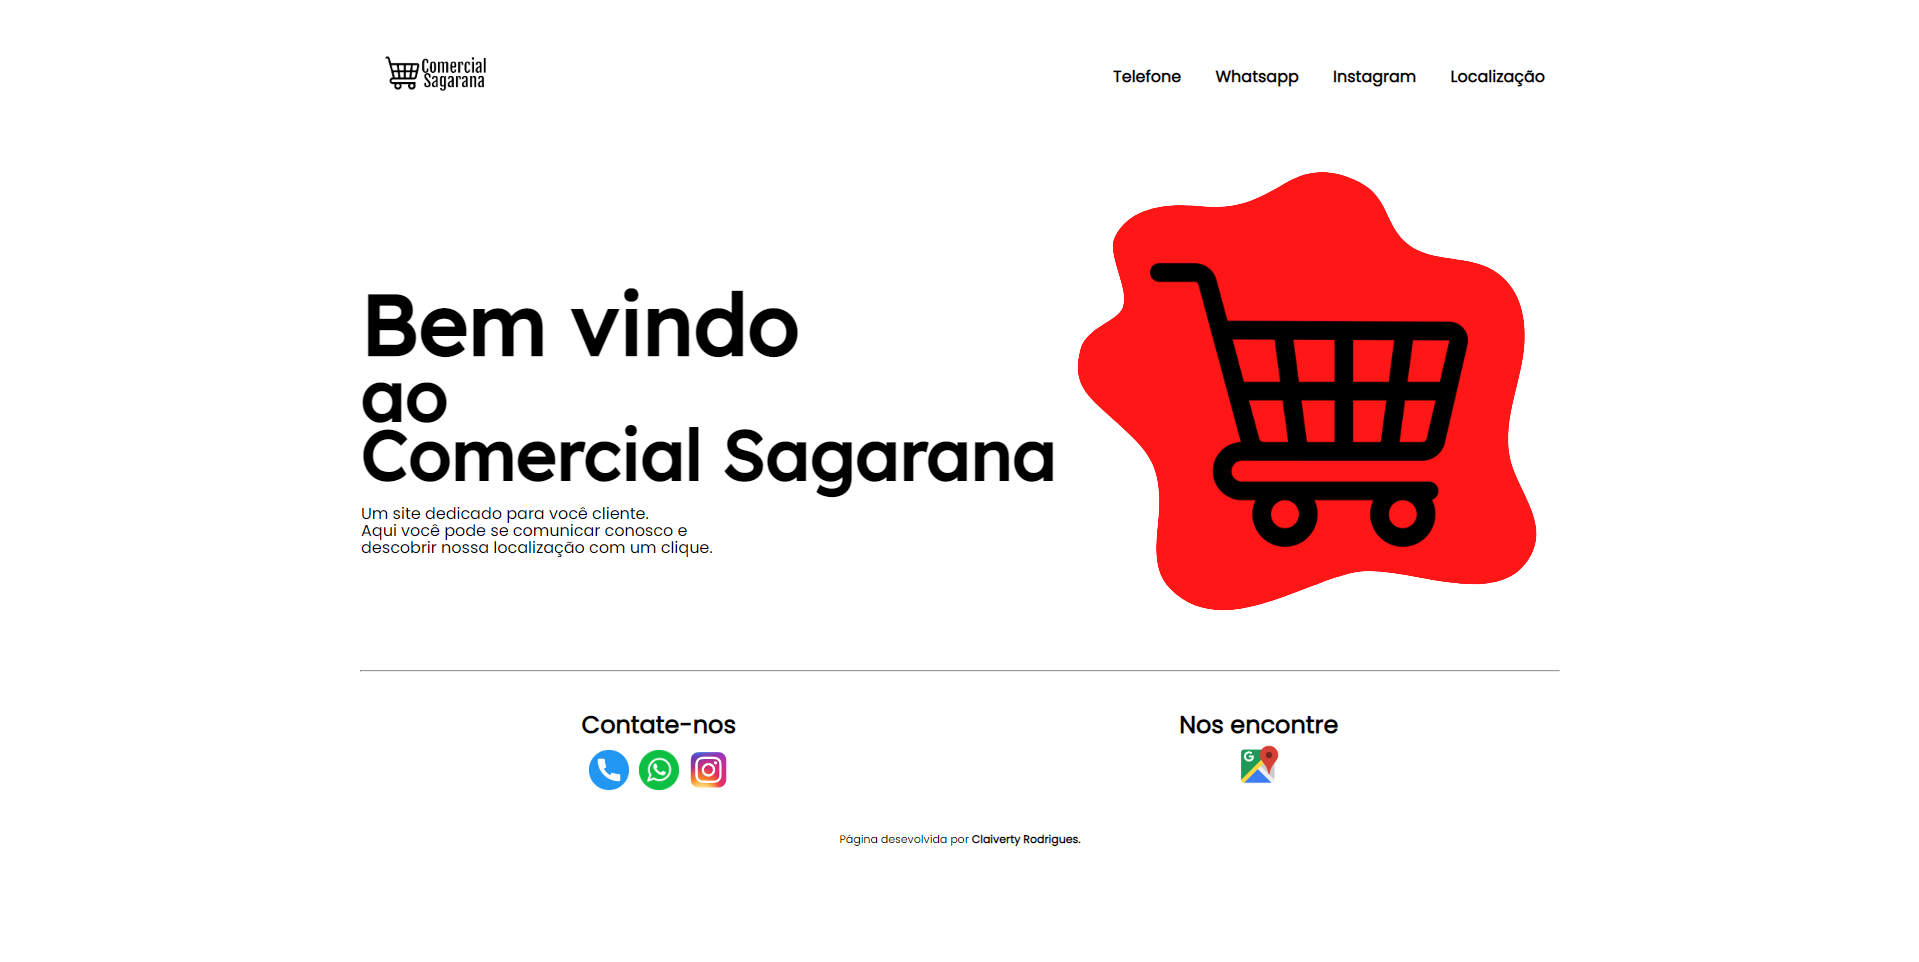 Comercial
Sagarana
Telefone Whatsapp Instagram Localização
Bem vindo
ao
Comercial Sagarana
Um site dedicado para você cliente.
Aqui você pode se comunicar conosco e
descobrir nossa localização com um clique.
Contate-nos
Nos encontre
G
Página desevolvida por Claiverty Rodrigues.